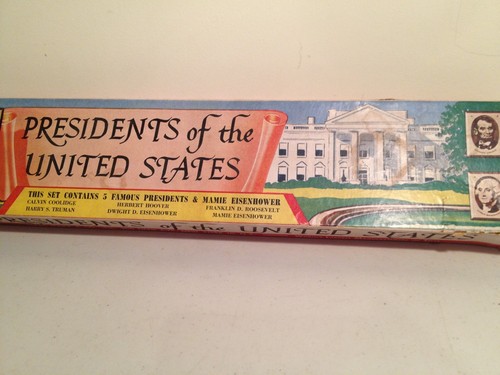 PRESIDENTS of the
UNITED STATES
THIS SET CONTAINS 5 FAMOUS PRESIDENTS & MAMIE EISENHOWER
CALVIN COOLIDGE HERBERT HOOVER FRANKLIN D. ROOSEVELT
HARRY S. TRUMAN DWIGHT D. EISENHOWER MAMIE EISENHOWER
PRESIDENTS of the UNITED STATES